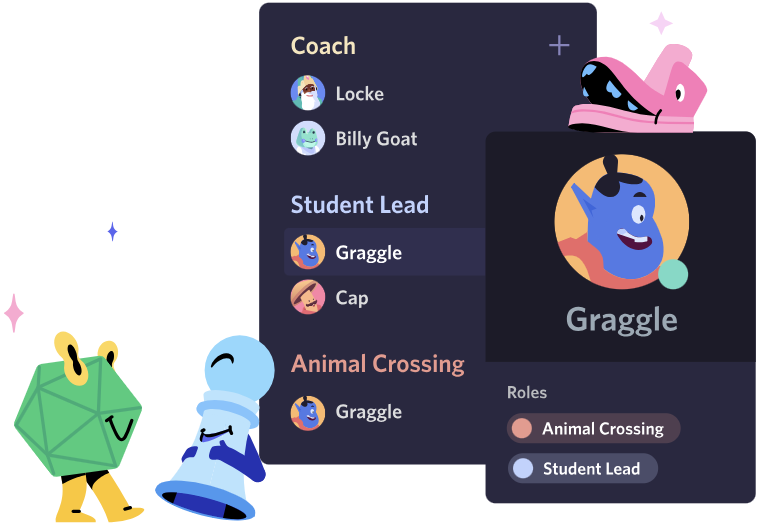 Coach
Locke
Billy Goat
Student Lead
Graggle
Cap
Animal Crossing
Graggle
Graggle
Roles
Animal Crossing
Student Lead